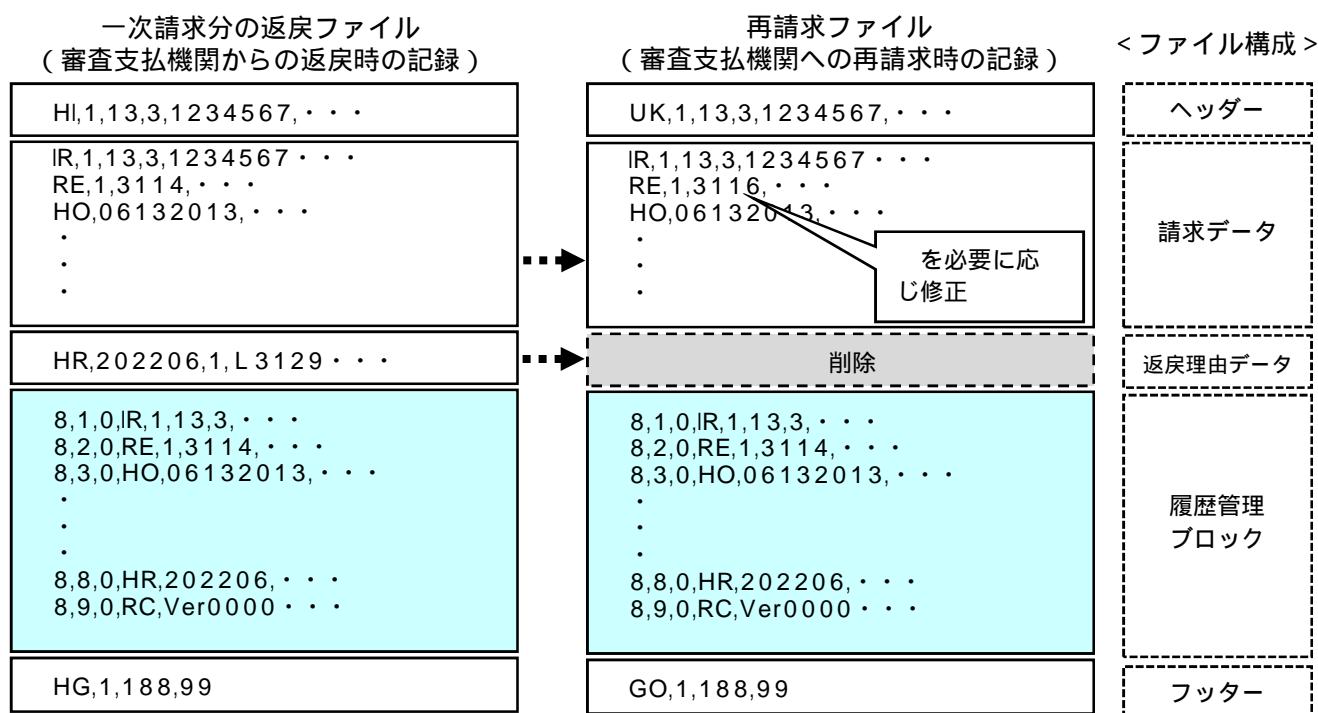 一次請求分の返戻ファイル
（審査支払機関からの返戻時の記録）
HI,1,13,3,1234567,・・・
IR,1,13,3,1234567・・・
RE,1,3114,・・・
HO,06132013,・・・
・
・
・
HR,202206,1,L3129・・・
8,1,0,IR,1,13,3,・・・
8,2,0,RE,1,3114,・・・
8,3,0,HO,06132013,・・・
・
・
・
8,8,0,HR,202206,・・・
8,9,0,RC,Ver0000・・・
HG,1,188,99
再請求ファイル
（審査支払機関への再請求時の記録）
UK,1,13,3,1234567,・・・
IR,1,13,3,1234567・・・
RE,1,3116,・・・
HO,06132013,・・・
・
・
・
を必要に応
じ修正
削除
8,1,0,IR,1,13,3,・・・
8,2,0,RE,1,3114,・・・
8,3,0,HO,06132013,・・・
・
・
・
8,8,0,HR,202206,・・・
8,9,0,RC,Ver0000・・・
GO,1,188,99
<ファイル構成>
ヘッダー
請求データ
返戻理由データ
履歴管理
ブロック
フッター